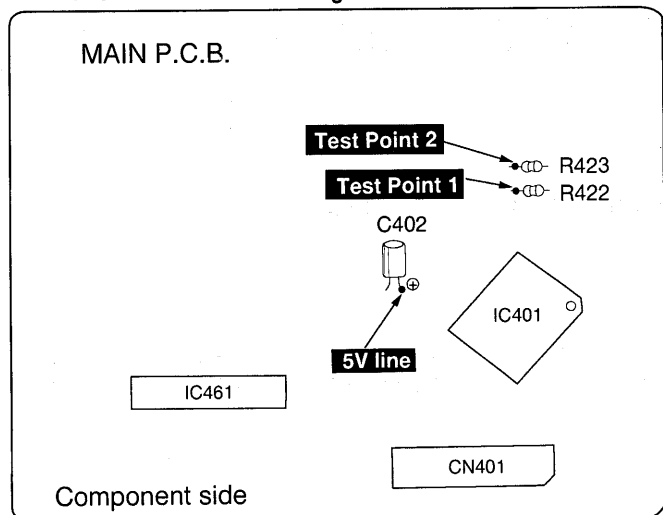 MAIN P.C.B.
Test Point 2
R423
Test Point 1
R422
C402
⊕
IC401
5V line
IC461
CN401
Component side